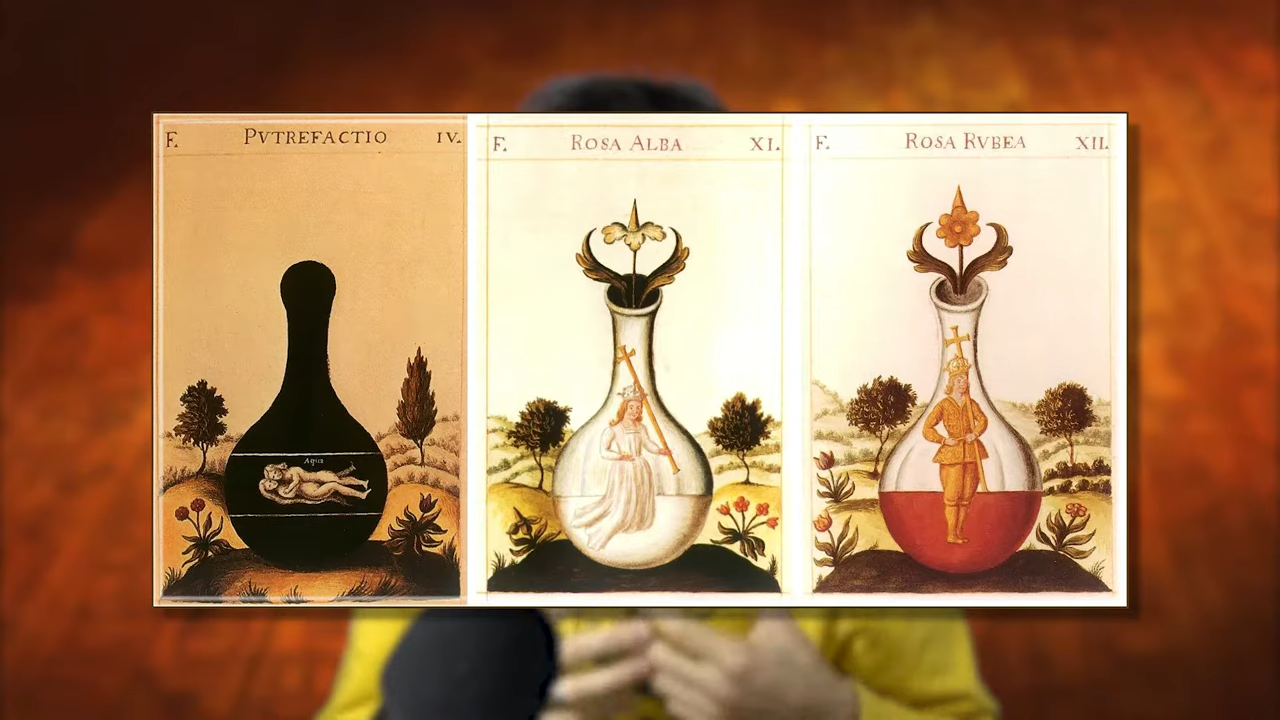 F. PVTREFACTIO IV.
Aqua
F. ROSA ALBA XI.
F. ROSA RVBEA XII.